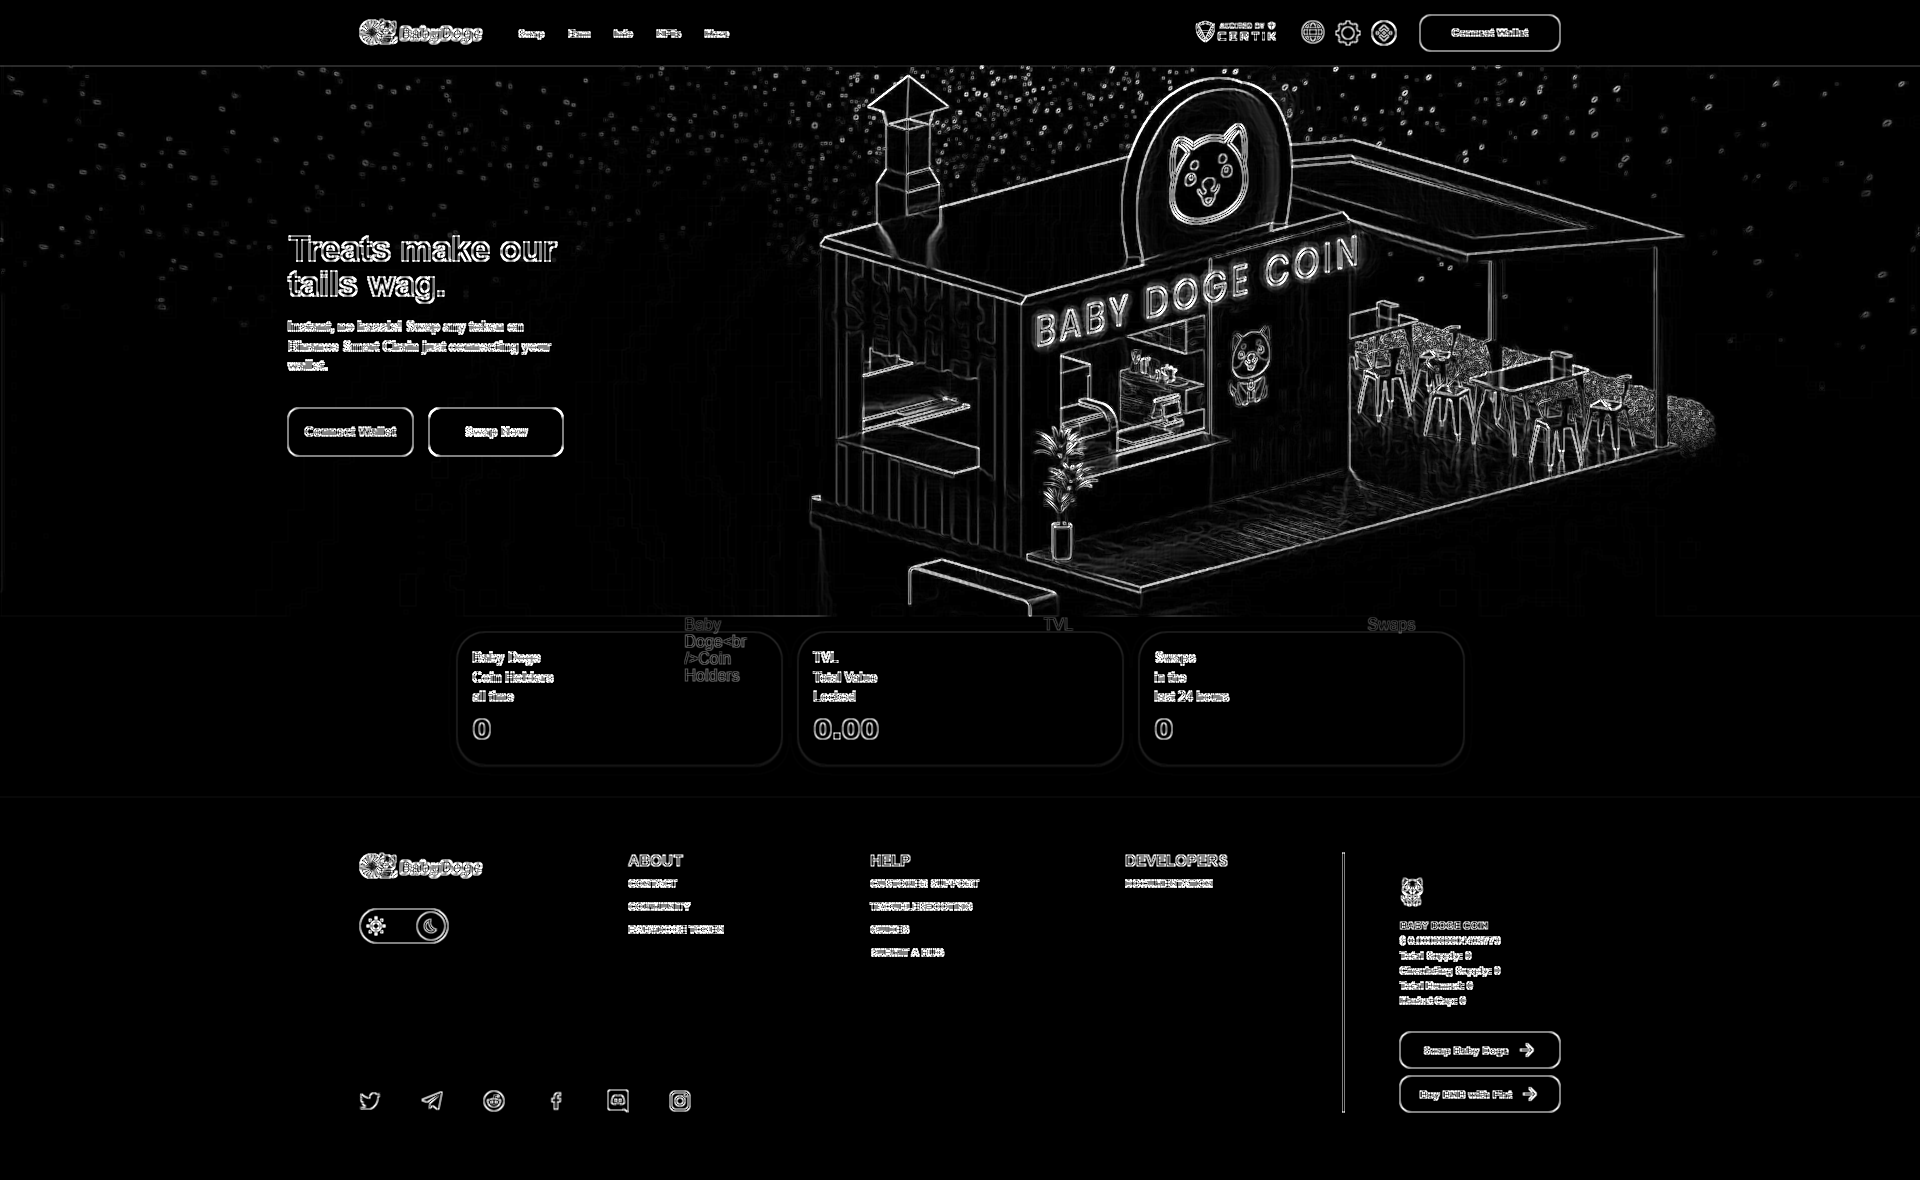 BabyDoge
Swap
Farm
Info
NFTs
More
SECURED BY
CERTIK
Connect Wallet
Treats make our
tails wag.
Instant, no hassle! Swap any token on
Binance Smart Chain just connecting your
wallet.
Connect Wallet
Swap Now
BABY DOGE COIN
Baby
Doge<br
/>Coin
Holders
TVL
Swaps
Baby Doge
Coin Holders
all time
0
TVL
Total Value
Locked
0.00
Swaps
in the
last 24 hours
0
BabyDoge
ABOUT
CONTACT
COMMUNITY
BABYDOGE TOKEN
HELP
CUSTOMER SUPPORT
TROUBLESHOOTING
GUIDES
REPORT A BUG
DEVELOPERS
DOCUMENTATION
BABY DOGE COIN
Total Supply: 0
Circulating Supply: 0
Total Burned: 0
Market Cap: 0
Swap Baby Doge
Buy BNB with Fiat